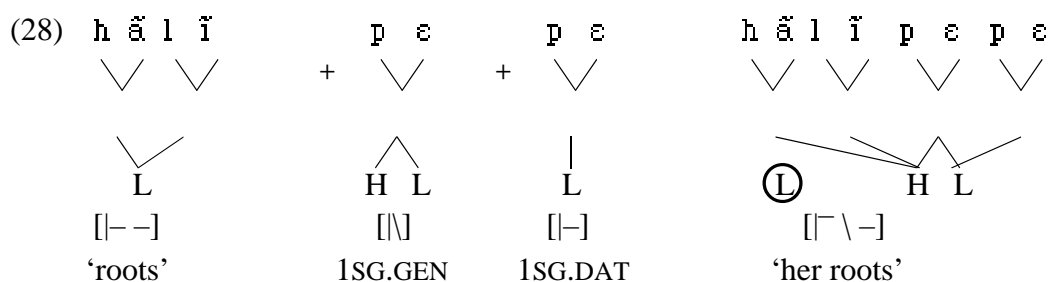 (28) h ã l ĩ p ɛ p ɛ h ã l ĩ p ɛ p ɛ
+ +
L H L L Ⓛ H L
[|– –] [|\] [|–] [|¯ \ –]
‘roots’ 1SG.GEN 1SG.DAT ‘her roots’